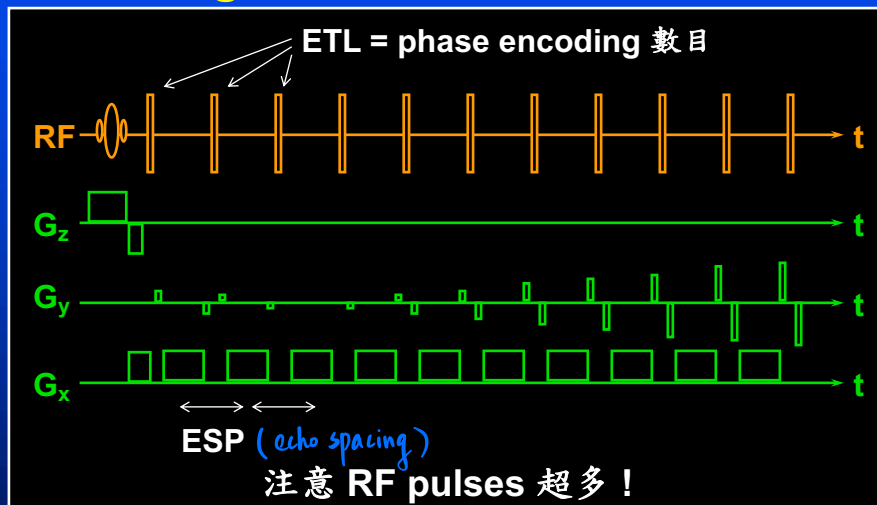 ETL = phase encoding 數目
RF t
Gz t
Gy t
Gx t
ESP (echo spacing)
注意 RF pulses 超多！